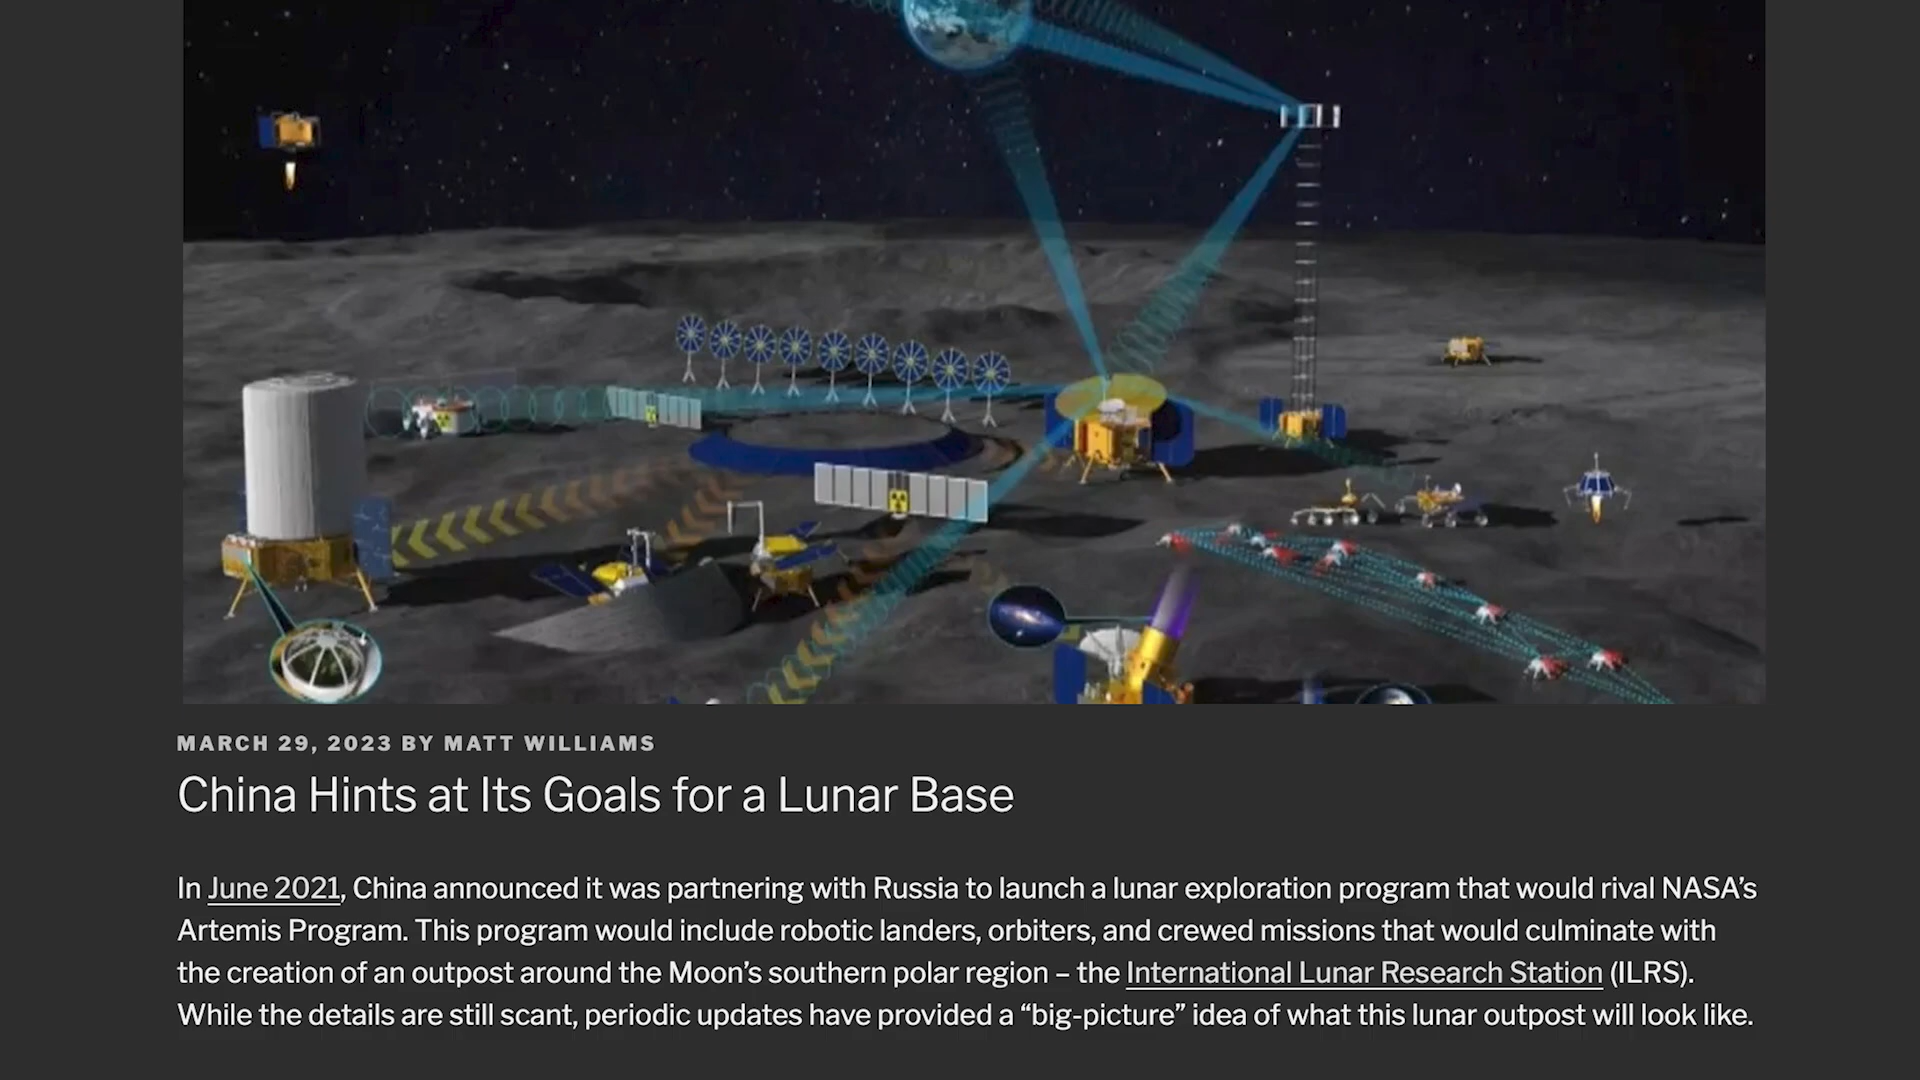 MARCH 29, 2023 BY MATT WILLIAMS
China Hints at Its Goals for a Lunar Base
In June 2021, China announced it was partnering with Russia to launch a lunar exploration program that would rival NASA’s
Artemis Program. This program would include robotic landers, orbiters, and crewed missions that would culminate with
the creation of an outpost around the Moon’s southern polar region – the International Lunar Research Station (ILRS).
While the details are still scant, periodic updates have provided a “big-picture” idea of what this lunar outpost will look like.